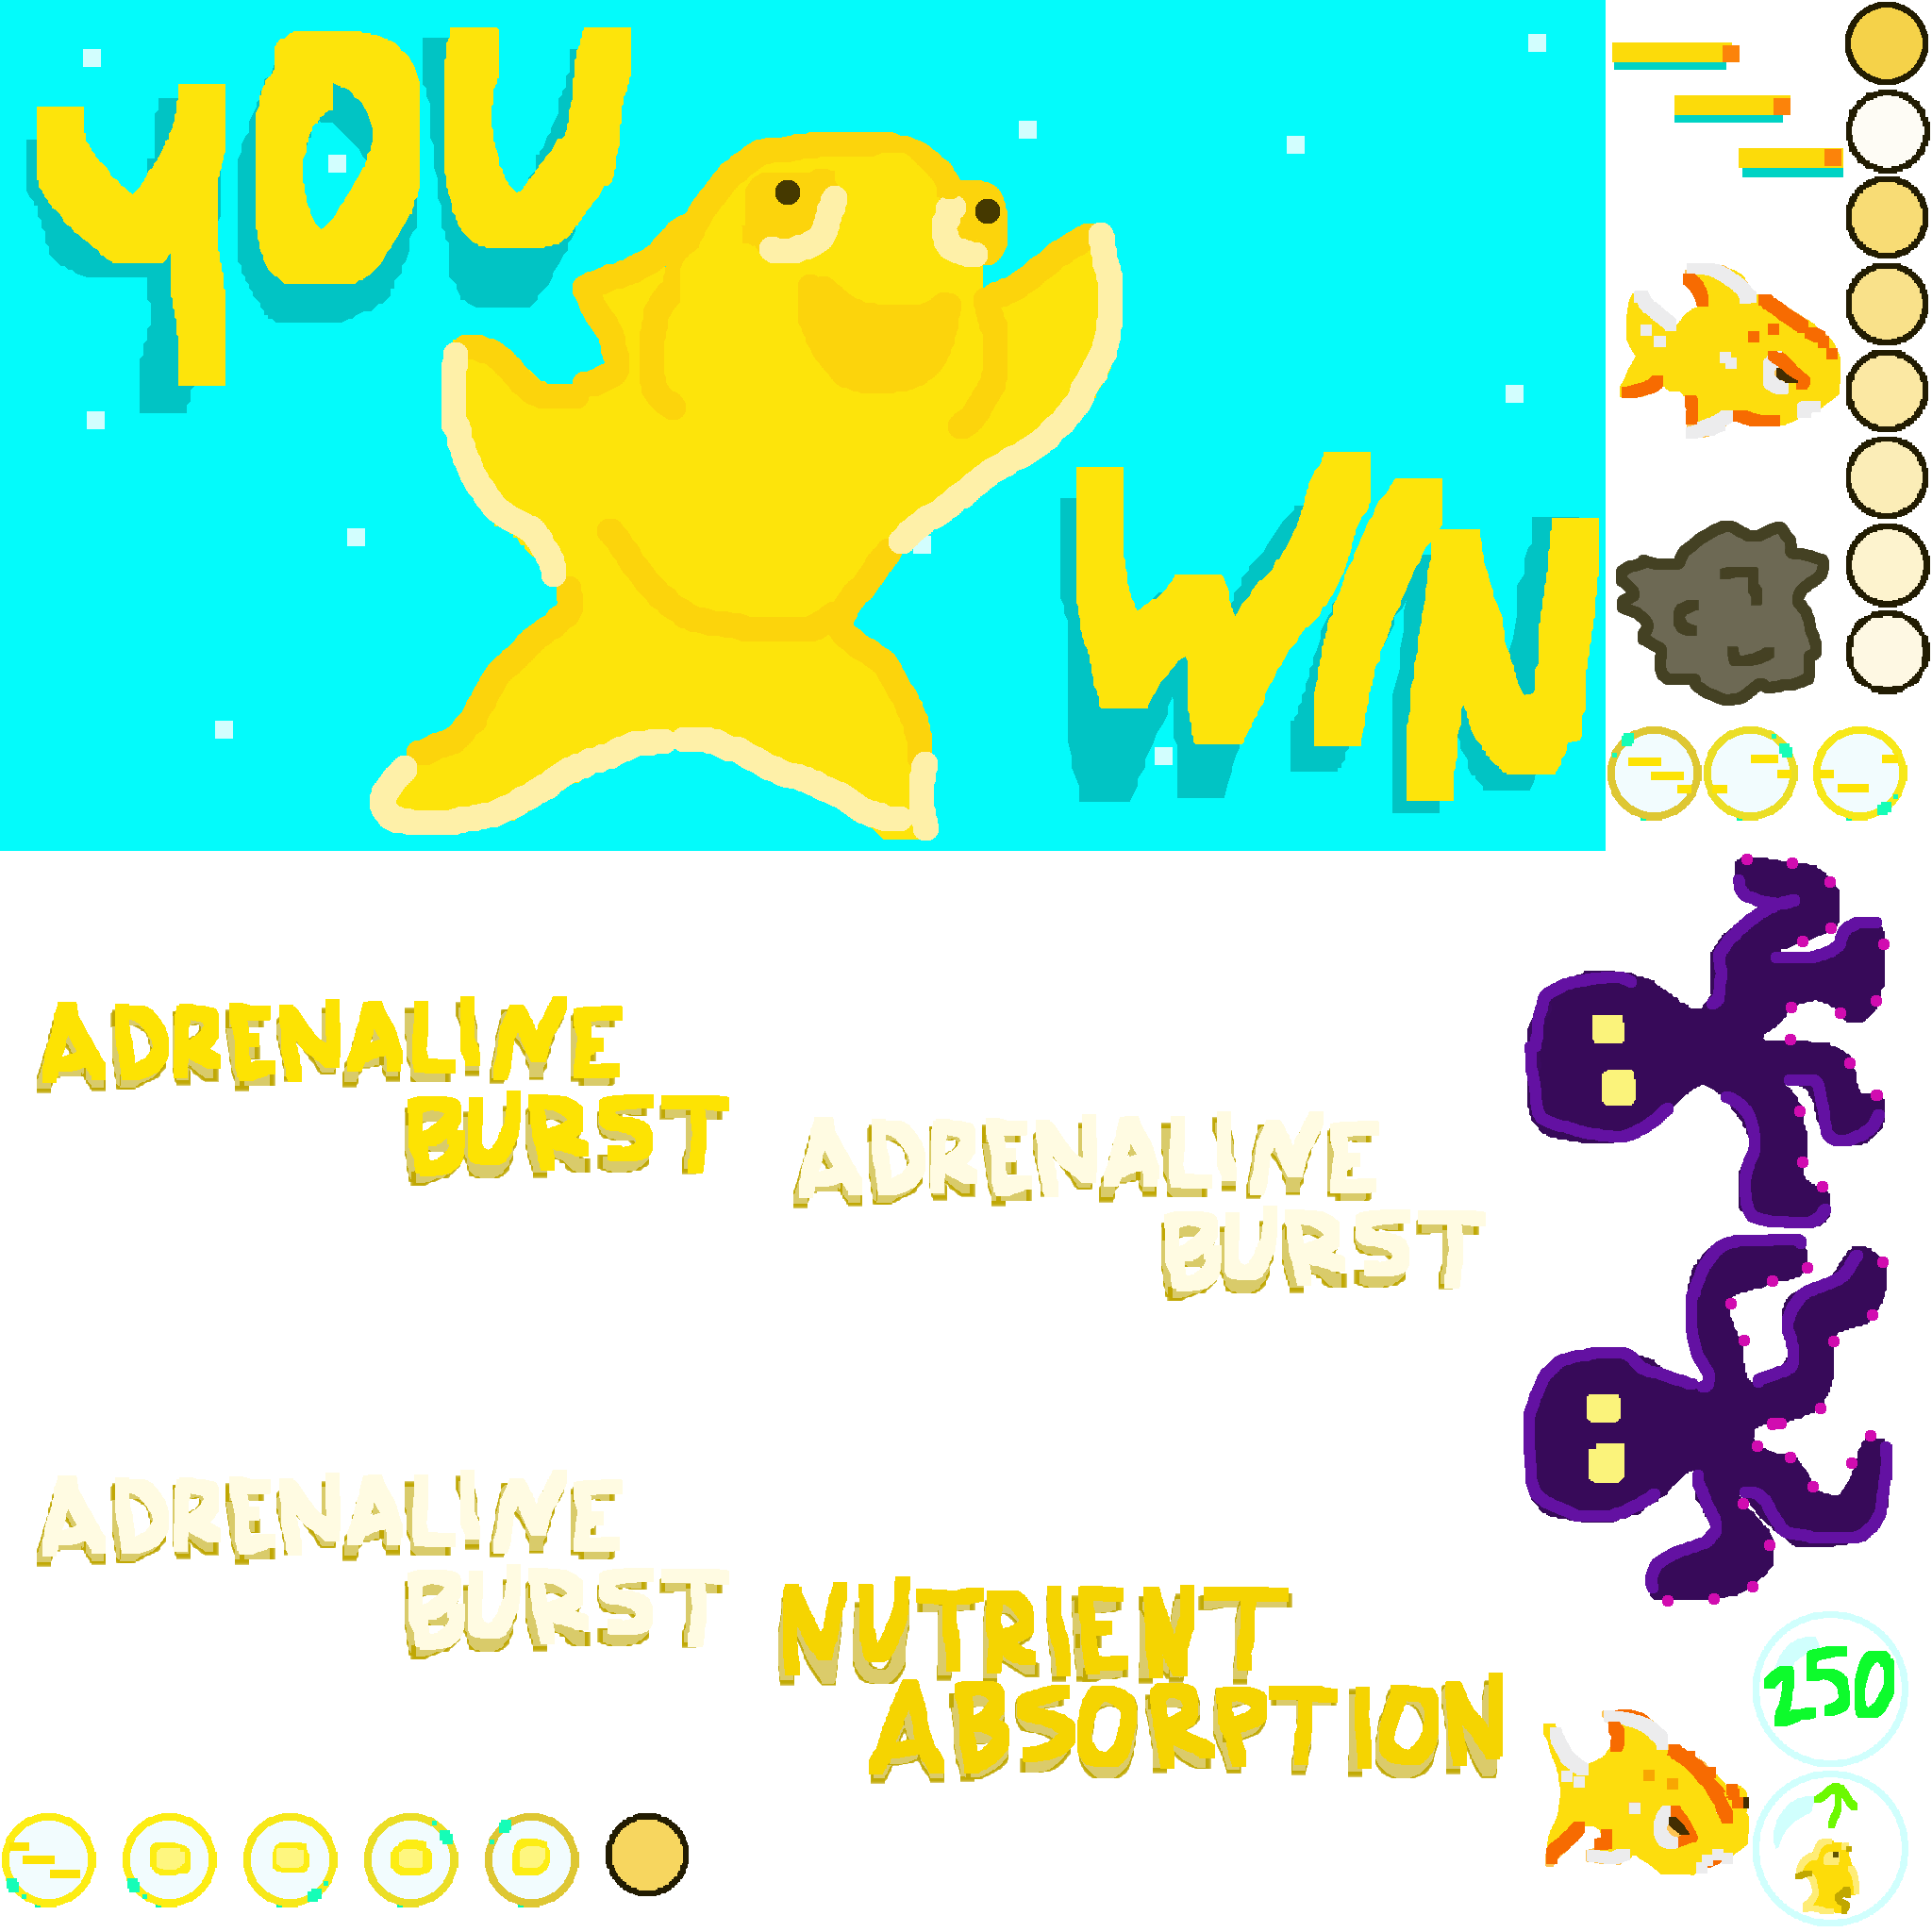 YOU
WIN
ADRENALINE
BURST
ADRENALINE
BURST
ADRENALINE
BURST
NUTRIENT
ABSORPTION
250